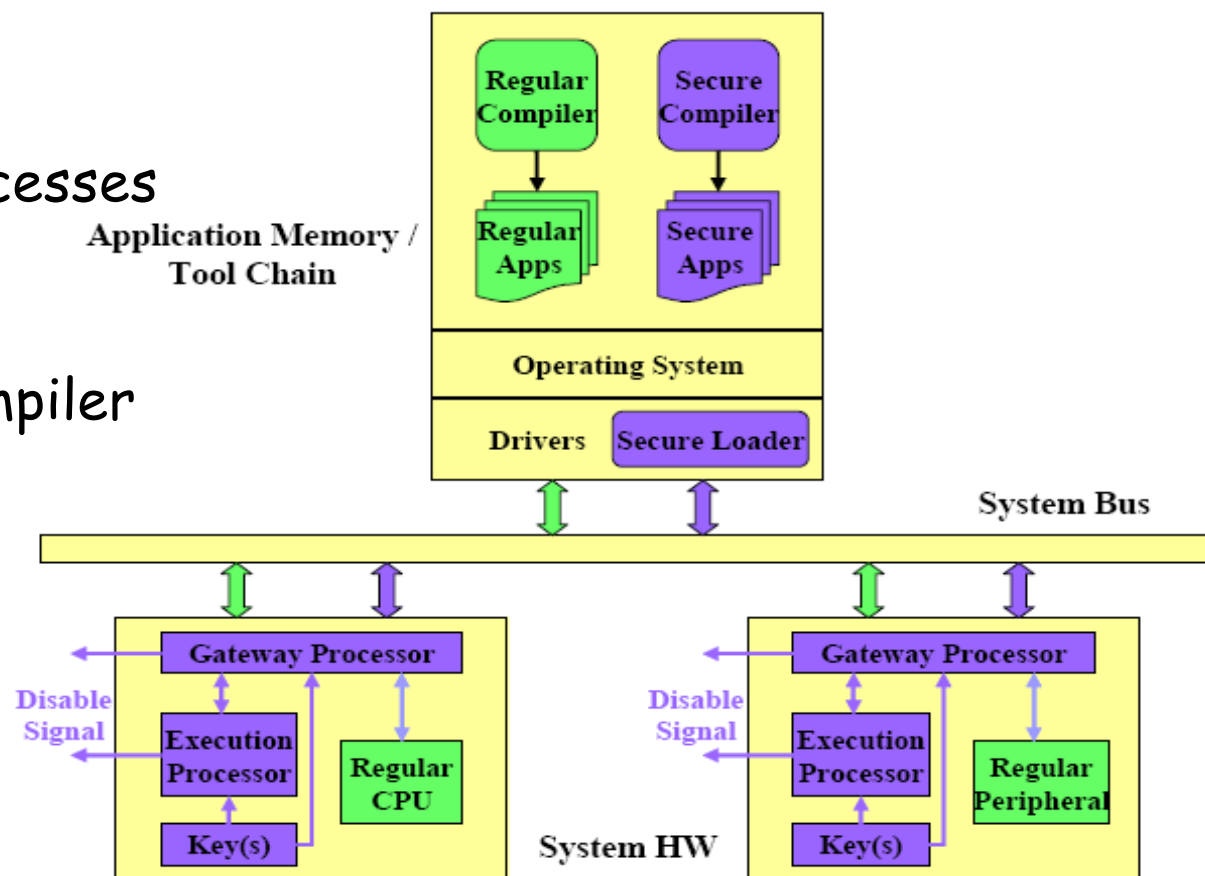 Regular
Compiler
Secure
Compiler
cesses
Application Memory /
Tool Chain
Regular
Apps
Secure
Apps
Operating System
mpiler
Drivers
Secure Loader
System Bus
Gateway Processor
Disable
Signal
Execution
Processor
Regular
CPU
Key(s)
System HW
Gateway Processor
Disable
Signal
Execution
Processor
Regular
Peripheral
Key(s)